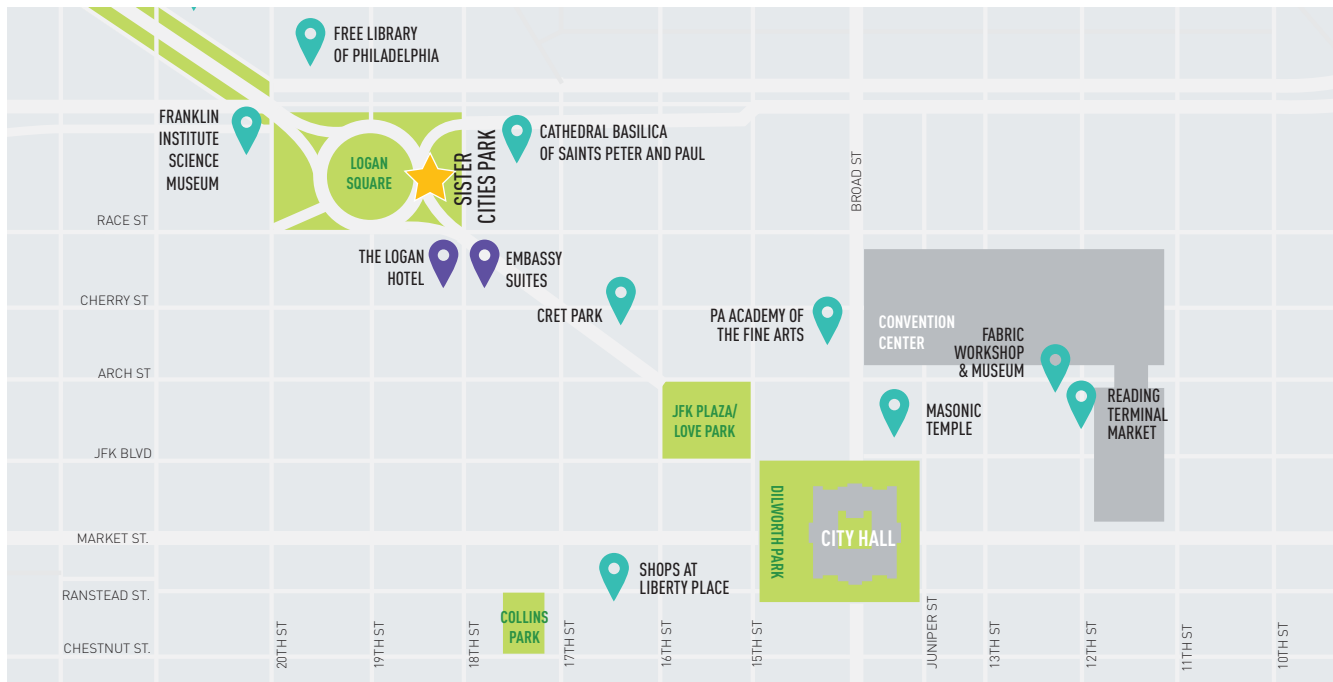 FREE LIBRARY
OF PHILADELPHIA
FRANKLIN
INSTITUTE
SCIENCE
MUSEUM
LOGAN
SQUARE
SISTER
CITIES PARK
CATHEDRAL BASILICA
OF SAINTS PETER AND PAUL
BROAD ST
RACE ST
THE LOGAN
HOTEL
EMBASSY
SUITES
CHERRY ST
CRET PARK
PA ACADEMY OF
THE FINE ARTS
CONVENTION
CENTER
FABRIC
WORKSHOP
& MUSEUM
ARCH ST
JFK PLAZA/
LOVE PARK
MASONIC
TEMPLE
READING
TERMINAL
MARKET
JFK BLVD
DILWORTH PARK
CITY HALL
MARKET ST.
SHOPS AT
LIBERTY PLACE
RANSTEAD ST.
COLLINS
PARK
CHESTNUT ST.
20TH ST
19TH ST
18TH ST
17TH ST
16TH ST
15TH ST
JUNIPER ST
13TH ST
12TH ST
11TH ST
10TH ST